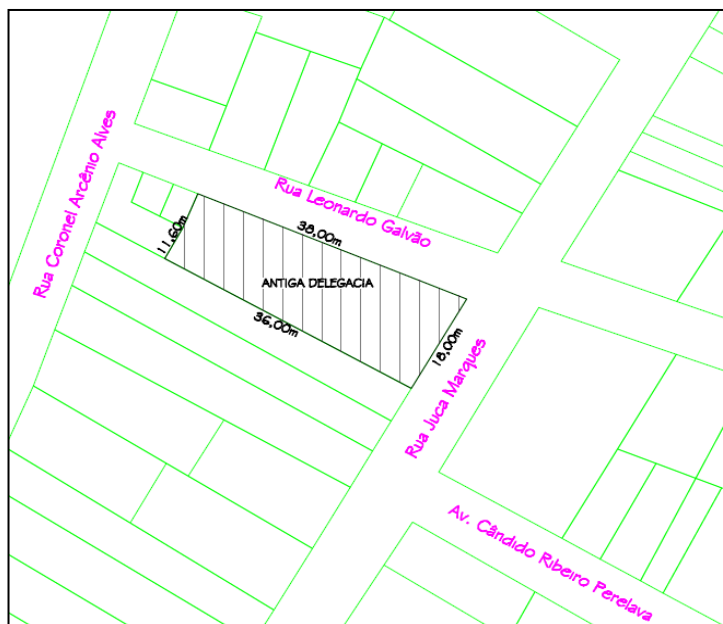 Rua Coronel Arcênio Alves
Rua Leonardo Galvão
38,00m
11,60m
ANTIGA DELEGACIA
36,00m
18,00m
Rua Juca Marques
Av. Cândido Ribeiro Perelava